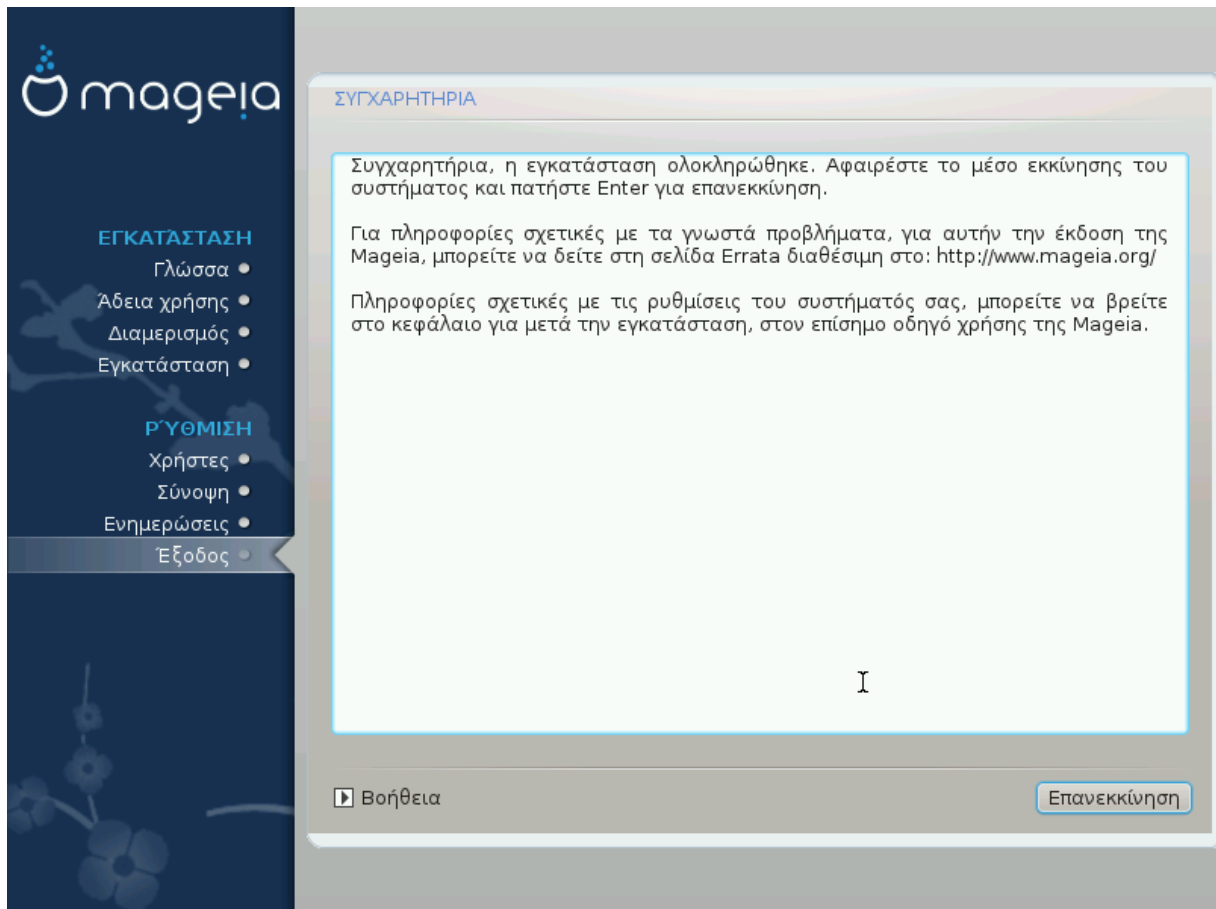 mageia
ΕΓΚΑΤΆΣΤΑΣΗ
Γλώσσα
Άδεια χρήσης
Διαμερισμός
Εγκατάσταση
ΡΎΘΜΙΣΗ
Χρήστες
Σύνοψη
Ενημερώσεις
Έξοδος
ΣΥΓΧΑΡΗΤΗΡΙΑ
Συγχαρητήρια, η εγκατάσταση ολοκληρώθηκε. Αφαιρέστε το μέσο εκκίνησης του
συστήματος και πατήστε Enter για επανεκκίνηση.
Για πληροφορίες σχετικές με τα γνωστά προβλήματα, για αυτήν την έκδοση της
Mageia, μπορείτε να δείτε στη σελίδα Errata διαθέσιμη στο: http://www.mageia.org/
Πληροφορίες σχετικές με τις ρυθμίσεις του συστήματός σας, μπορείτε να βρείτε
στο κεφάλαιο για μετά την εγκατάσταση, στον επίσημο οδηγό χρήσης της Mageia.
Βοήθεια
Επανεκκίνηση